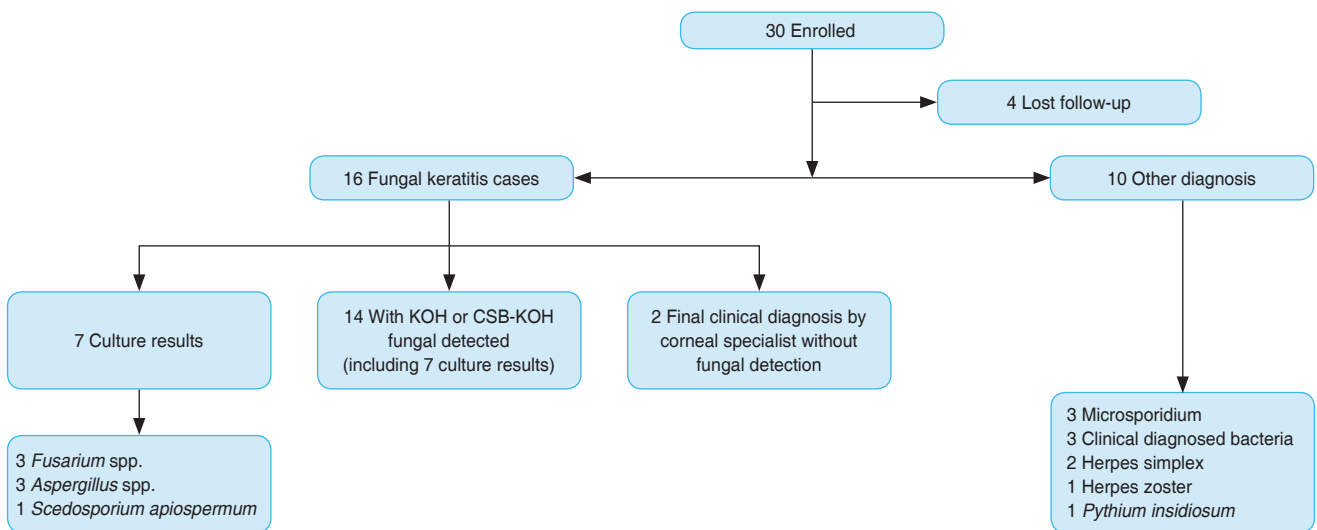 30 Enrolled
4 Lost follow-up
16 Fungal keratitis cases
10 Other diagnosis
7 Culture results
14 With KOH or CSB-KOH
fungal detected
(including 7 culture results)
2 Final clinical diagnosis by
corneal specialist without
fungal detection
3 Fusarium spp.
3 Aspergillus spp.
1 Scedosporium apiospermum
3 Microsporidium
3 Clinical diagnosed bacteria
2 Herpes simplex
1 Herpes zoster
1 Pythium insidiosum